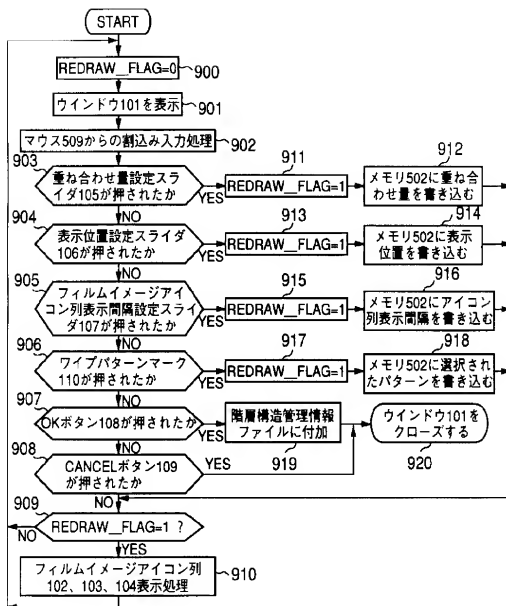 START
REDRAW__FLAG=0
900
ウインドウ101を表示
901
マウス509からの割込み入力処理
902
903
重ね合わせ量設定スラ
イダ105が押されたか
YES
911
REDRAW__FLAG=1
912
メモリ502に重ね合
わせ量を書き込む
NO
904
表示位置設定スライダ
106が押されたか
YES
913
REDRAW__FLAG=1
914
メモリ502に表示
位置を書き込む
NO
905
フィルムイメージアイ
コン列表示間隔設定スライ
ダ107が押されたか
YES
915
REDRAW__FLAG=1
916
メモリ502にアイコン
列表示間隔を書き込む
NO
906
ワイプパターンマーク
110が押されたか
YES
917
REDRAW__FLAG=1
918
メモリ502に選択され
たパターンを書き込む
NO
907
OKボタン108が押されたか
YES
階層構造管理情報
ファイルに付加
919
ウインドウ101を
クローズする
920
NO
908
CANCELボタン109
が押されたか
YES
NO
909
REDRAW__FLAG=1 ?
NO
YES
フィルムイメージアイコン列
102、103、104表示処理
910